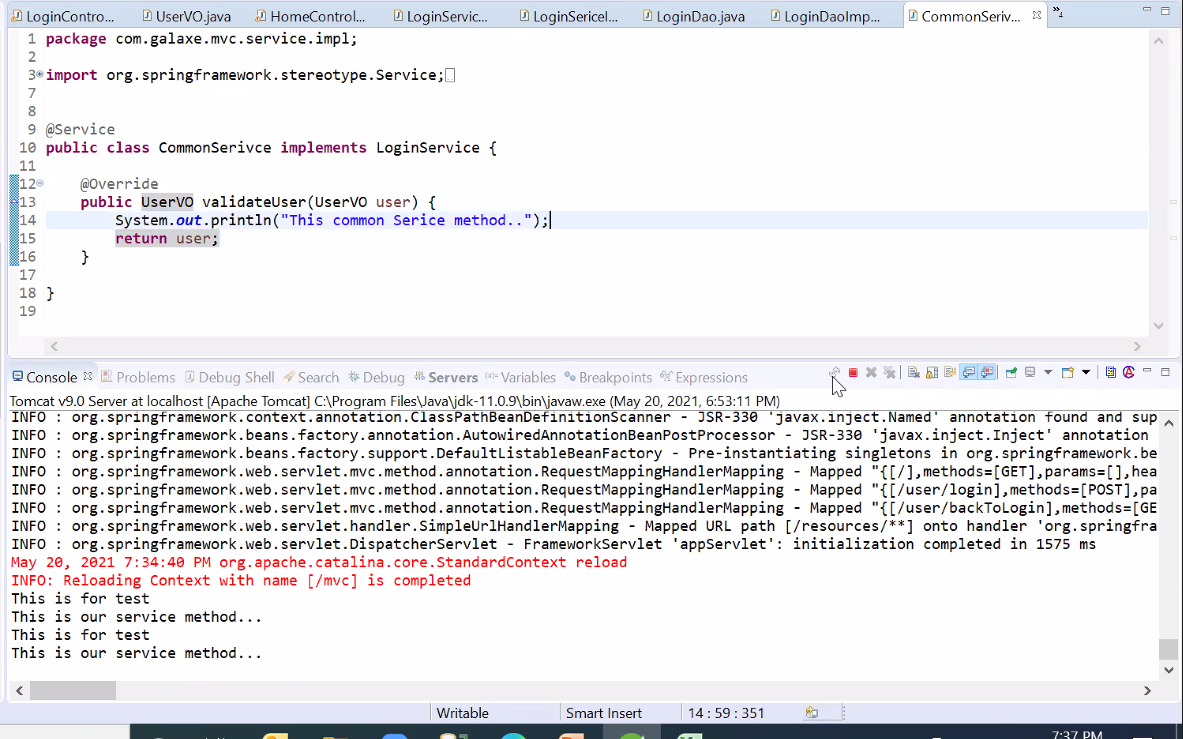 LoginContro... UserVO.java HomeControl... LoginServic... LoginSericel... LoginDao.java LoginDaoImp... CommonSeriv... »4
1 package com.galaxe.mvc.service.impl;
2
3 import org.springframework.stereotype.Service;
7
8
9 @Service
10 public class CommonSerivce implements LoginService {
11
12 @Override
13 public UserVO validateUser(UserVO user) {
14 System.out.println("This common Serice method..");
15 return user;
16 }
17
18 }
19
Console Problems Debug Shell Search Debug Servers Variables Breakpoints Expressions
Tomcat v9.0 Server at localhost [Apache Tomcat] C:\Program Files\Java\jdk-11.0.9\bin\javaw.exe (May 20, 2021, 6:53:11 PM)
INFO : org.springframework.context.annotation.ClassPathBeanDefinitionScanner - JSR-330 'javax.inject.Named' annotation found and sup
INFO : org.springframework.beans.factory.annotation.AutowiredAnnotationBeanPostProcessor - JSR-330 'javax.inject.Inject' annotation
INFO : org.springframework.beans.factory.support.DefaultListableBeanFactory - Pre-instantiating singletons in org.springframework.be
INFO : org.springframework.web.servlet.mvc.method.annotation.RequestMappingHandlerMapping - Mapped "{[/],methods=[GET],params=[],hea
INFO : org.springframework.web.servlet.mvc.method.annotation.RequestMappingHandlerMapping - Mapped "{[/user/login],methods=[POST],pa
INFO : org.springframework.web.servlet.mvc.method.annotation.RequestMappingHandlerMapping - Mapped "{[/user/backToLogin],methods=[GE
INFO : org.springframework.web.servlet.handler.SimpleUrlHandlerMapping - Mapped URL path [/resources/**] onto handler 'org.springfra
INFO : org.springframework.web.servlet.DispatcherServlet - FrameworkServlet 'appServlet': initialization completed in 1575 ms
May 20, 2021 7:34:40 PM org.apache.catalina.core.StandardContext reload
INFO: Reloading Context with name [/mvc] is completed
This is for test
This is our service method...
This is for test
This is our service method...
Writable Smart Insert 14 : 59 : 351
7:37 PM